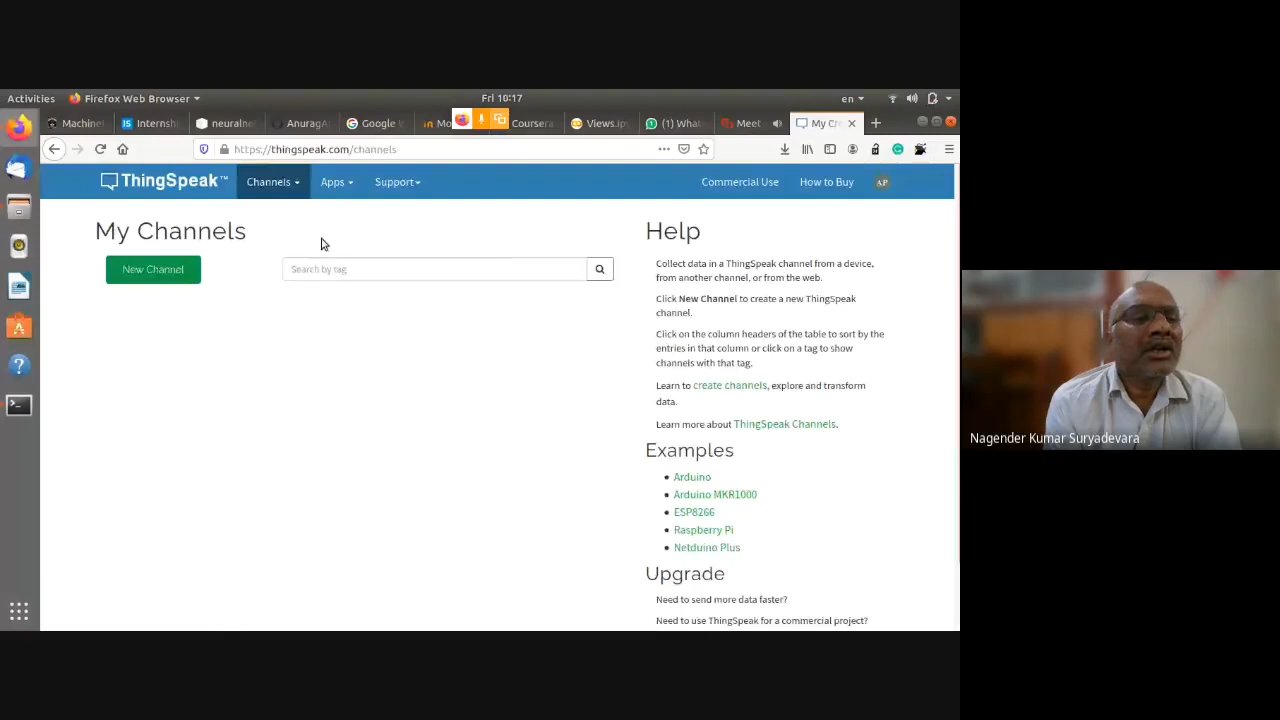 Activities
Firefox Web Browser
Fri 10:17
en
Machine
Internshi
neuralne
AnuragA
Google
Mo
Coursera
Views.ip
(1) What
Meet
My Ch
https://thingspeak.com/channels
ThingSpeak™
Channels
Apps
Support
Commercial Use
How to Buy
AP
My Channels
New Channel
Search by tag
Help
Collect data in a ThingSpeak channel from a device,
from another channel, or from the web.
Click New Channel to create a new ThingSpeak
channel.
Click on the column headers of the table to sort by the
entries in that column or click on a tag to show
channels with that tag.
Learn to create channels, explore and transform
data.
Learn more about ThingSpeak Channels.
Examples
Arduino
Arduino MKR1000
ESP8266
Raspberry Pi
Netduino Plus
Upgrade
Need to send more data faster?
Need to use ThingSpeak for a commercial project?
Nagender Kumar Suryadevara